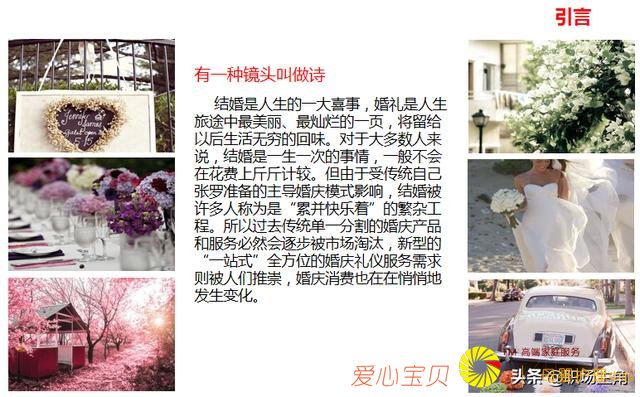 引言
有一种镜头叫做诗
结婚是人生的一大喜事，婚礼是人生
旅途中最美丽、最灿烂的一页，将留给
以后生活无穷的回味。对于大多数人来
说，结婚是一生一次的事情，一般不会
在花费上斤斤计较。但由于受传统自己
张罗准备的主导婚庆模式影响，结婚被
许多人称为是“累并快乐着”的繁杂工
程。所以过去传统单一分割的婚庆产品
和服务必然会逐步被市场淘汰，新型的
“一站式”全方位的婚庆礼仪服务需求
则被人们推崇，婚庆消费也在在悄悄地
发生变化。
爱心宝贝
TM 高端家庭服务
头条 @职场主角